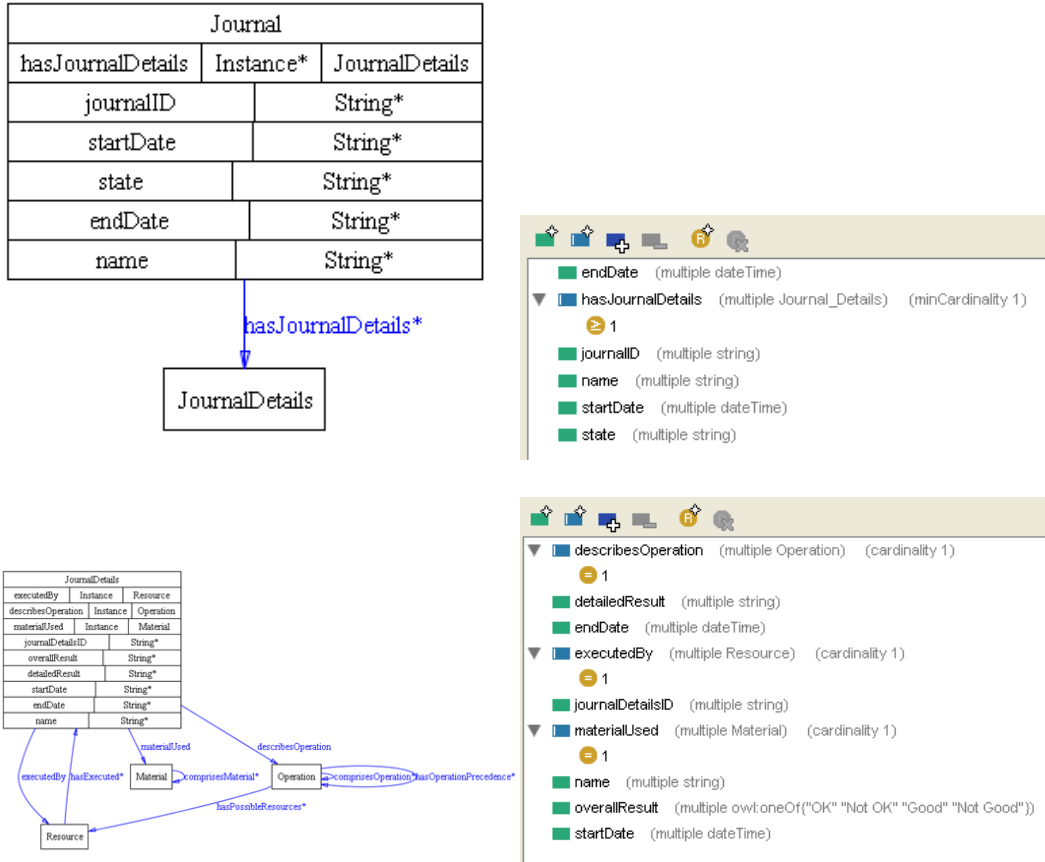 Journal
hasJournalDetails Instance* JournalDetails
journalID String*
startDate String*
state String*
endDate String*
name String*
hasJournalDetails*
JournalDetails
R
endDate (multiple dateTime)
hasJournalDetails (multiple Journal_Details) (minCardinality 1)
≥ 1
journalID (multiple string)
name (multiple string)
startDate (multiple dateTime)
state (multiple string)
JournalDetails
executedBy Instance Resource
describesOperation Instance Operation
materialUsed Instance Material
journalDetailsID String*
overallResult String*
detailedResult String*
startDate String*
endDate String*
name String*
materialUsed
describesOperation
executedBy
hasExecuted*
Material
comprisesMaterial*
Operation
comprisesOperation*
hasOperationPrecedence*
hasPossibleResources*
Resource
R
describesOperation (multiple Operation) (cardinality 1)
= 1
detailedResult (multiple string)
endDate (multiple dateTime)
executedBy (multiple Resource) (cardinality 1)
= 1
journalDetailsID (multiple string)
materialUsed (multiple Material) (cardinality 1)
= 1
name (multiple string)
overallResult (multiple owl:oneOf{"OK" "Not OK" "Good" "Not Good"})
startDate (multiple dateTime)